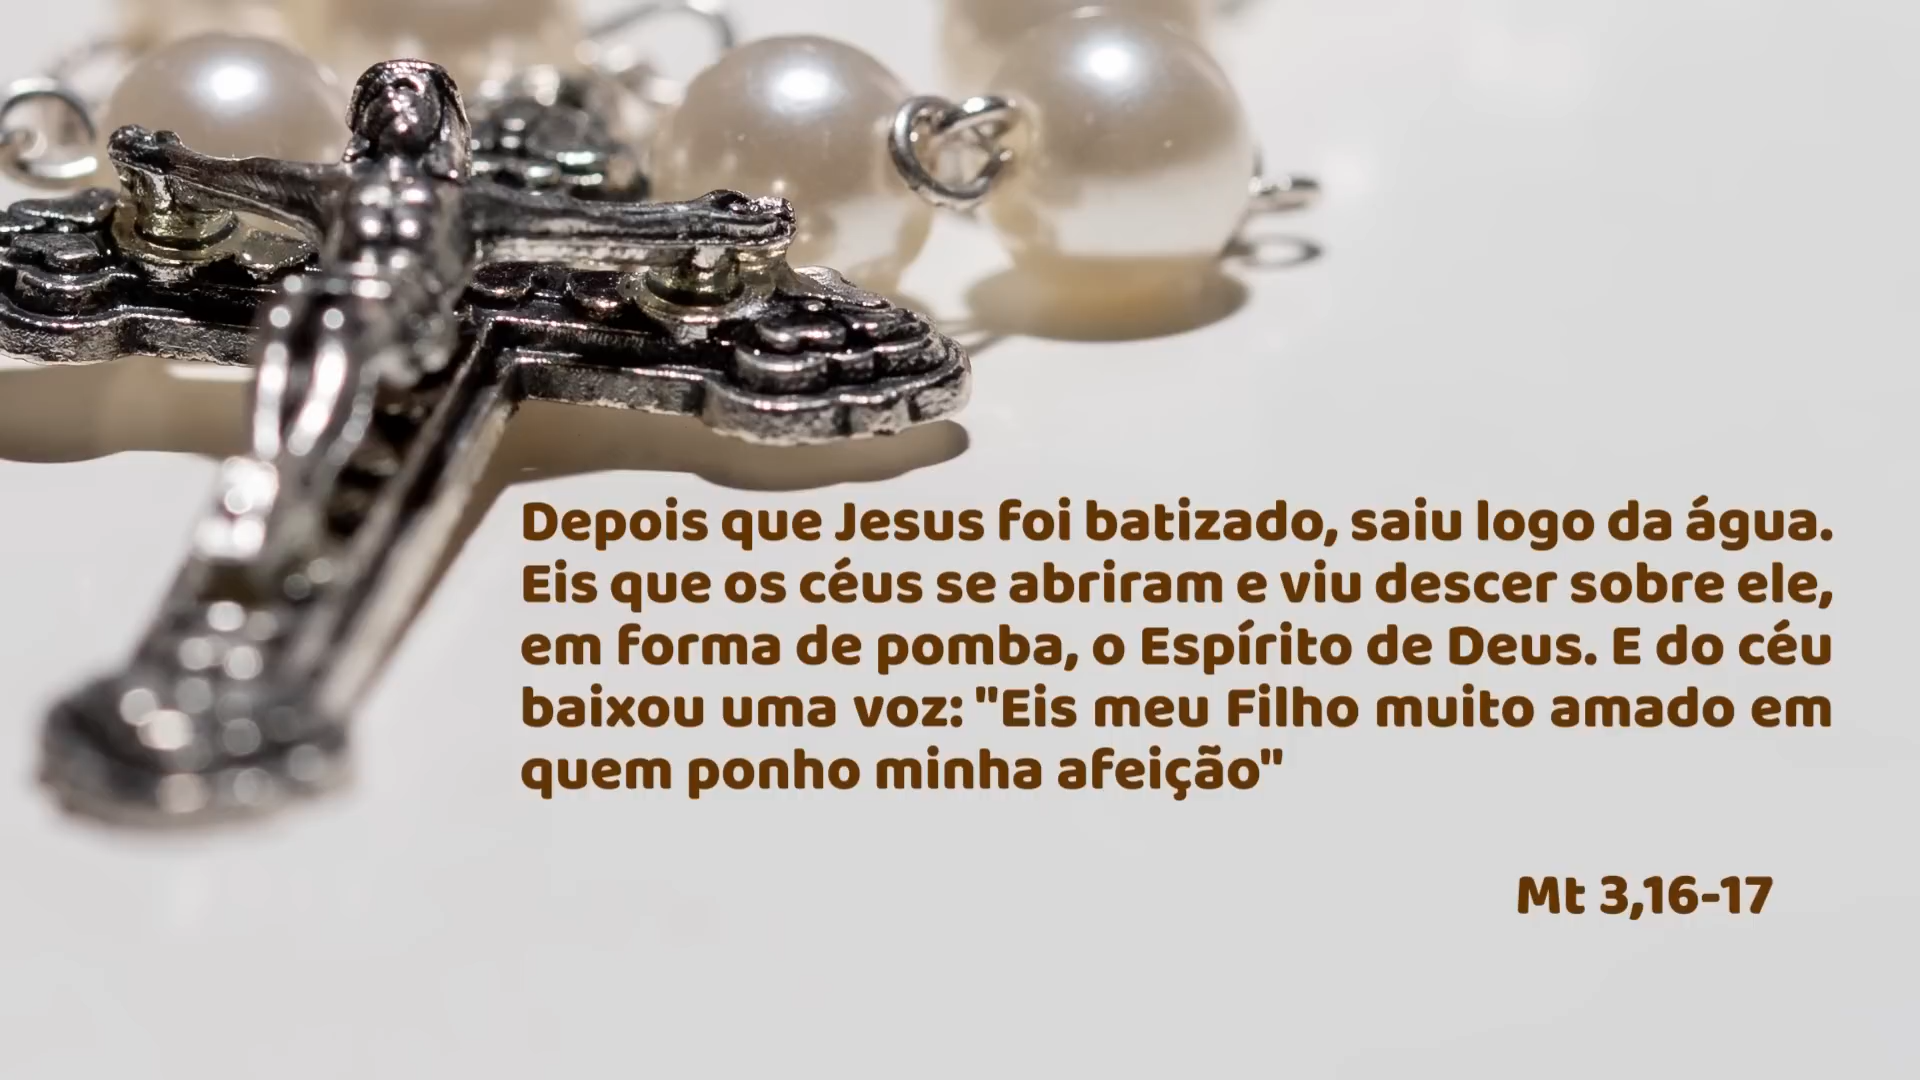 Depois que Jesus foi batizado, saiu logo da água.
Eis que os céus se abriram e viu descer sobre ele,
em forma de pomba, o Espírito de Deus. E do céu
baixou uma voz: "Eis meu Filho muito amado em
quem ponho minha afeição"
Mt 3,16-17